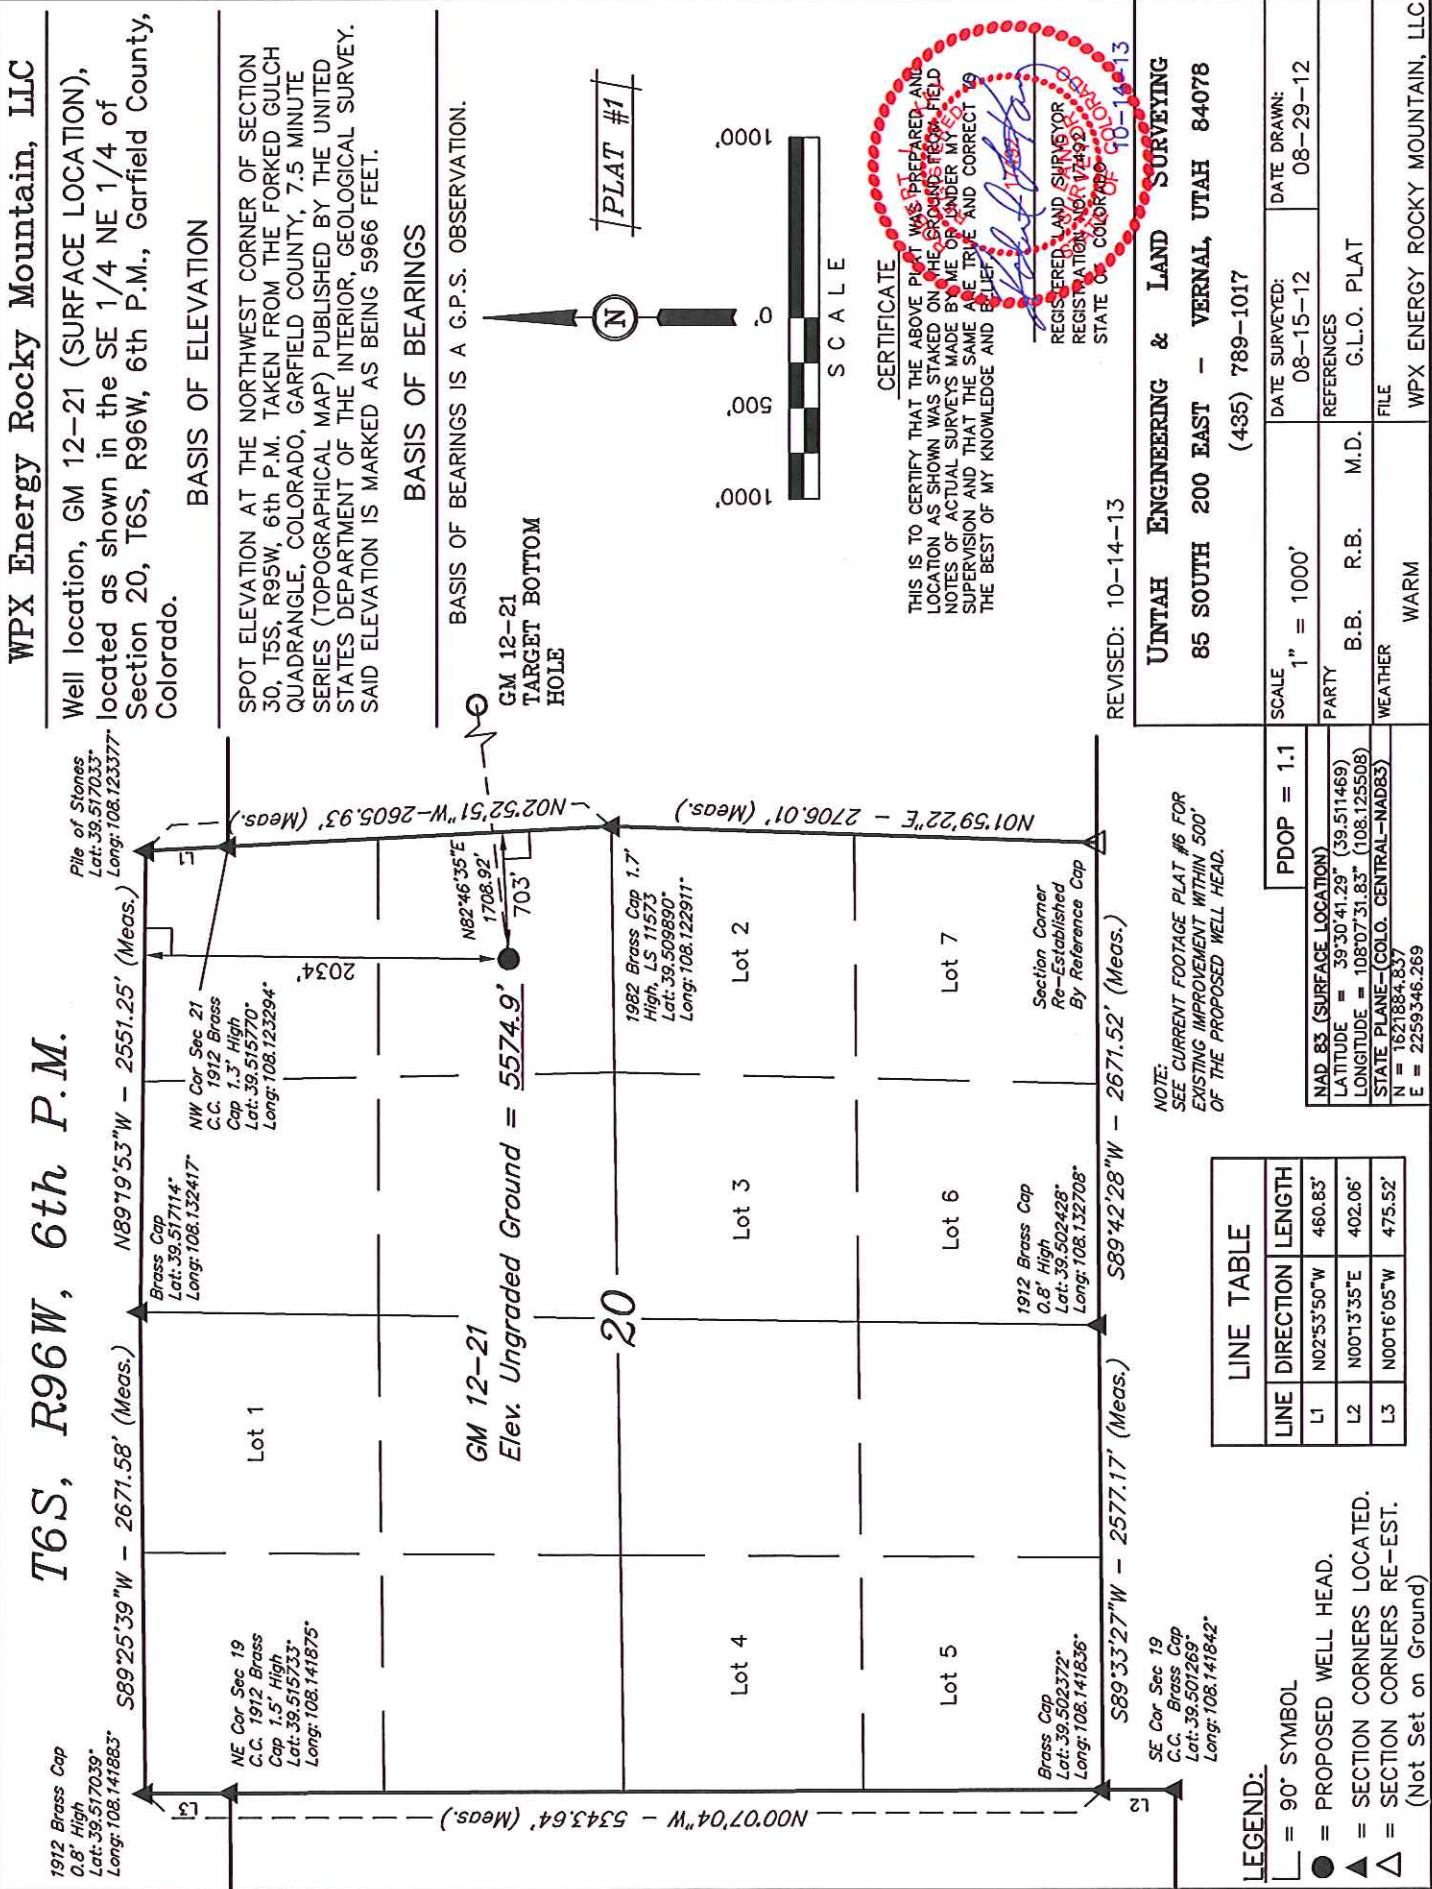 T6S, R96W, 6th P.M.
WPX Energy Rocky Mountain, LLC
Well location, GM 12-21 (SURFACE LOCATION),
located as shown in the SE 1/4 NE 1/4 of
Section 20, T6S, R96W, 6th P.M., Garfield County,
Colorado.
BASIS OF ELEVATION
SPOT ELEVATION AT THE NORTHWEST CORNER OF SECTION
30, T5S, R95W, 6th P.M. TAKEN FROM THE FORKED GULCH
QUADRANGLE, COLORADO, GARFIELD COUNTY, 7.5 MINUTE
SERIES (TOPOGRAPHICAL MAP) PUBLISHED BY THE UNITED
STATES DEPARTMENT OF THE INTERIOR, GEOLOGICAL SURVEY.
SAID ELEVATION IS MARKED AS BEING 5966 FEET.
BASIS OF BEARINGS
BASIS OF BEARINGS IS A G.P.S. OBSERVATION.
1912 Brass Cap
0.8' High
Lat:39.517039°
Long:108.141883°
S89°25'39"W - 2671.58' (Meas.)
Brass Cap
Lat:39.517114°
Long:108.132417°
N89°19'53"W - 2551.25' (Meas.)
Pile of Stones
Lat:39.517033°
Long:108.123377°
L3
L1
NE Cor Sec 19
C.C. 1912 Brass
Cap 1.5' High
Lat:39.515733°
Long:108.141875°
Lot 1
NW Cor Sec 21
C.C. 1912 Brass
Cap 1.3' High
Lat:39.515770°
Long:108.123294°
2034'
N02°52'51"W-2605.93' (Meas.)
N82°46'35"E
1708.92'
703'
GM 12-21
TARGET BOTTOM
HOLE
GM 12-21
Elev. Ungraded Ground = 5574.9'
20
1982 Brass Cap 1.7'
High, LS 11573
Lat:39.509890°
Long:108.122911°
N00°07'04"W - 5343.64' (Meas.)
Lot 4
Lot 3
Lot 2
N01°59'22"E - 2706.01' (Meas.)
Lot 5
Lot 6
Lot 7
Brass Cap
Lat:39.502372°
Long:108.141836°
1912 Brass Cap
0.8' High
Lat:39.502428°
Long:108.132708°
Section Corner
Re-Established
By Reference Cap
L2
S89°33'27"W - 2577.17' (Meas.)
S89°42'28"W - 2671.52' (Meas.)
SE Cor Sec 19
C.C. Brass Cap
Lat:39.501269°
Long:108.141842°
NOTE:
SEE CURRENT FOOTAGE PLAT #6 FOR
EXISTING IMPROVEMENT WITHIN 500'
OF THE PROPOSED WELL HEAD.
PLAT #1
N
1000' 500' 0' 1000'
SCALE
CERTIFICATE
THIS IS TO CERTIFY THAT THE ABOVE PLAT WAS PREPARED AND
LOCATION AS SHOWN WAS STAKED ON THE GROUND FROM FIELD
NOTES OF ACTUAL SURVEYS MADE BY ME OR UNDER MY
SUPERVISION AND THAT THE SAME ARE TRUE AND CORRECT TO
THE BEST OF MY KNOWLEDGE AND BELIEF
REGISTERED LAND SURVEYOR
REGISTRATION NO. 17492
STATE OF COLORADO 10-14-13
REGISTERED
17492
LAND SURVEYOR
STATE OF COLORADO
REVISED: 10-14-13
UINTAH ENGINEERING & LAND SURVEYING
85 SOUTH 200 EAST - VERNAL, UTAH 84078
(435) 789-1017
SCALE
1" = 1000'
DATE SURVEYED:
08-15-12
DATE DRAWN:
08-29-12
PARTY
B.B. R.B. M.D.
REFERENCES
G.L.O. PLAT
WEATHER
WARM
FILE
WPX ENERGY ROCKY MOUNTAIN, LLC
PDOP = 1.1
NAD 83 (SURFACE LOCATION)
LATITUDE = 39°30'41.29" (39.511469)
LONGITUDE = 108°07'31.83" (108.125508)
STATE PLANE-(COLO. CENTRAL-NAD83)
N = 1621884.837
E = 2259346.269
LINE TABLE
LINE DIRECTION LENGTH
L1 N02°53'50"W 460.83'
L2 N00°13'35"E 402.06'
L3 N00°16'05"W 475.52'
LEGEND:
= 90° SYMBOL
= PROPOSED WELL HEAD.
= SECTION CORNERS LOCATED.
= SECTION CORNERS RE-EST.
(Not Set on Ground)